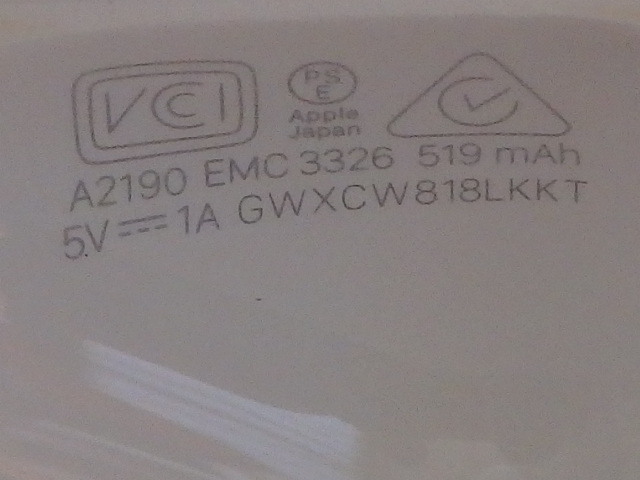 VCI
PS
E
Apple
Japan
A2190 EMC 3326 519 mAh
5V 1A GWXCW818LKKT